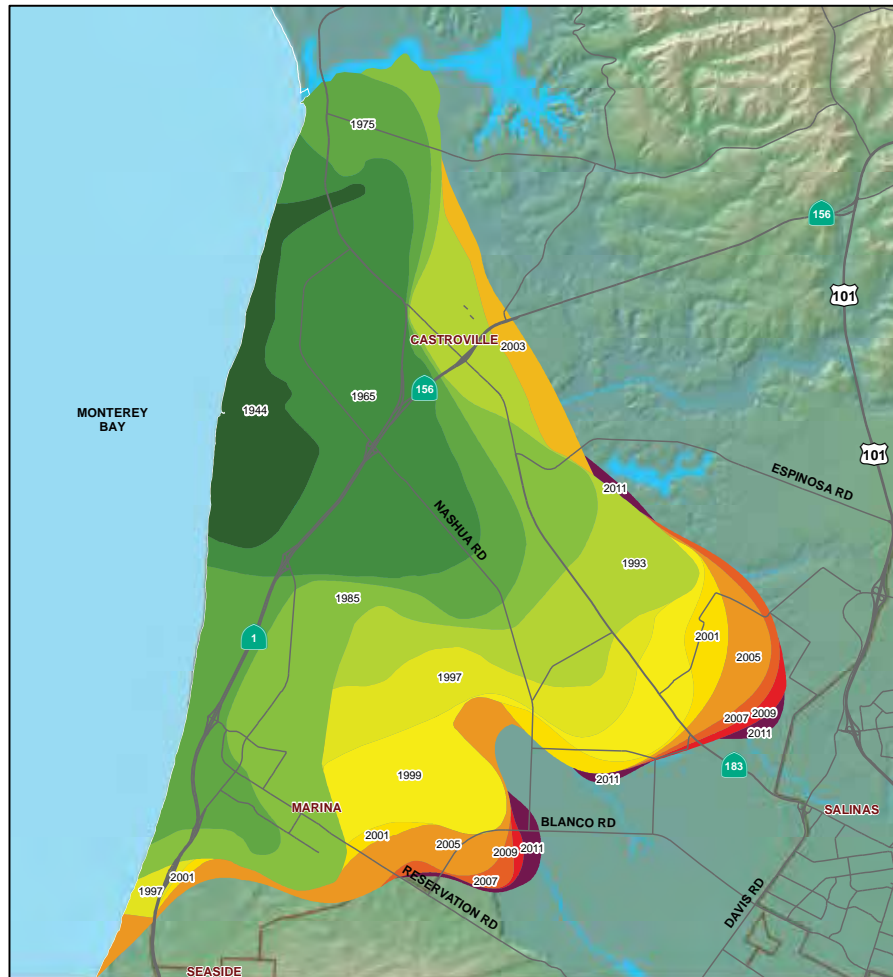 1975
156
101
CASTROVILLE
2003
156
1944
1965
MONTEREY
BAY
101
ESPINOSA RD
2011
NASHUA RD
1993
1985
1
2001
2005
1997
2009
2007
2011
183
1999
2011
MARINA
SALINAS
BLANCO RD
2001
2005
2009
2011
2007
RESERVATION RD
DAVIS RD
2001
1997
SEASIDE